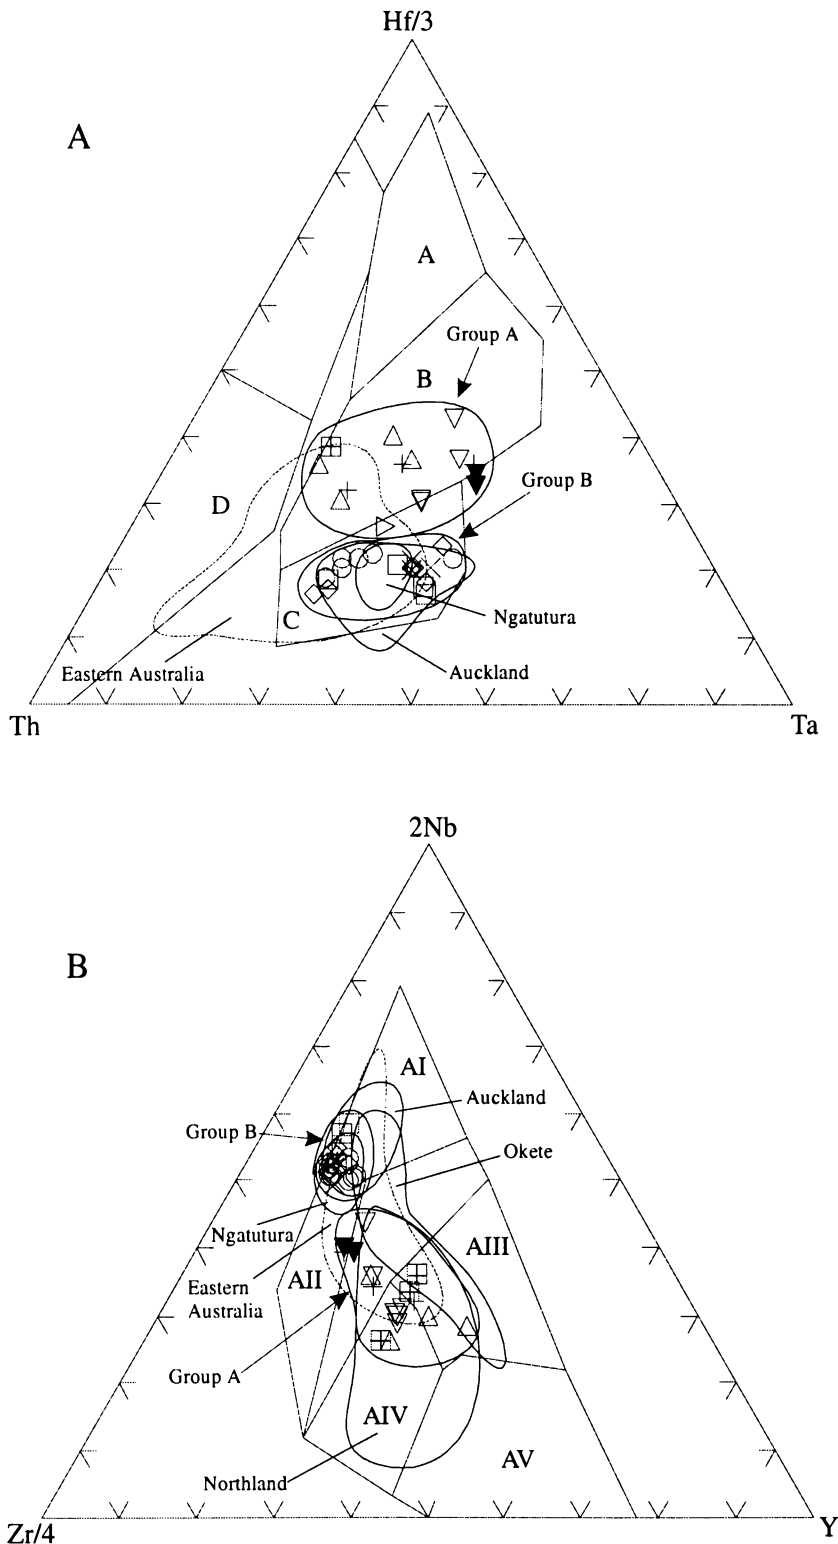 Hf/3
A
A
Group A
B
Group B
D
C
Ngatutura
Eastern Australia
Auckland
Th
Ta
2Nb
B
AI
Auckland
Group B
Okete
Ngatutura
AIII
AII
Eastern
Australia
Group A
AIV
AV
Northland
Zr/4
Y